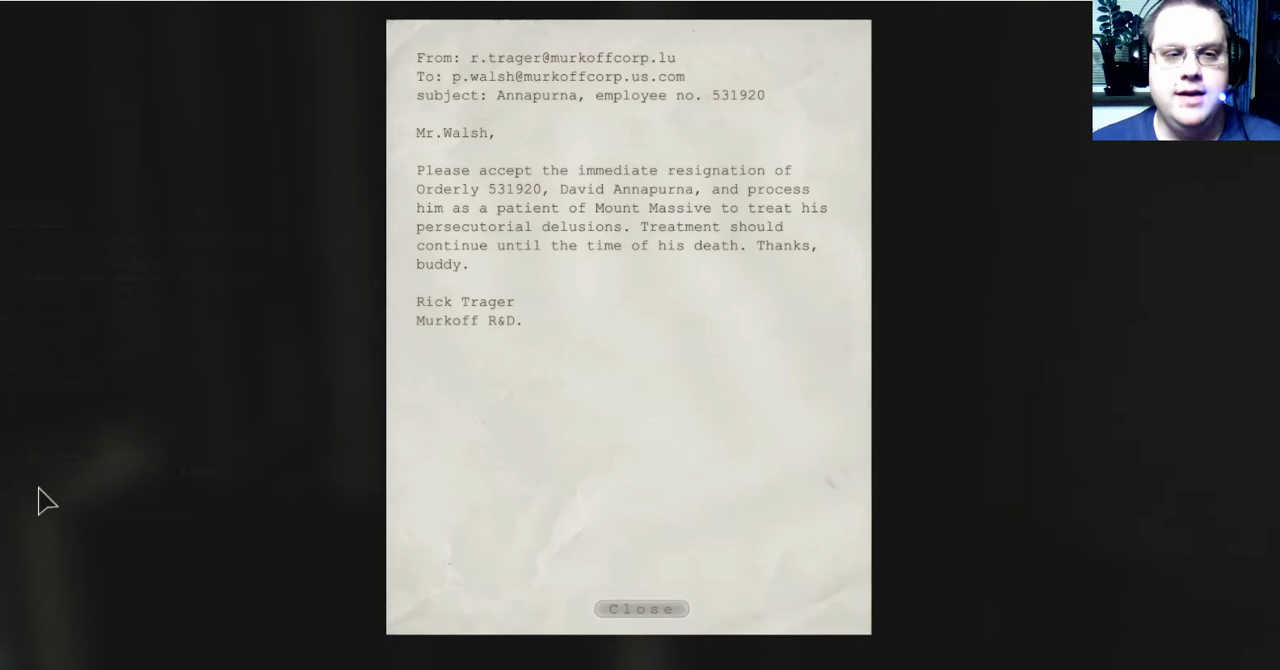 From: r.trager@murkoffcorp.lu
To: p.walsh@murkoffcorp.us.com
subject: Annapurna, employee no. 531920
Mr.Walsh,
Please accept the immediate resignation of
Orderly 531920, David Annapurna, and process
him as a patient of Mount Massive to treat his
persecutorial delusions. Treatment should
continue until the time of his death. Thanks,
buddy.
Rick Trager
Murkoff R&D.
Close